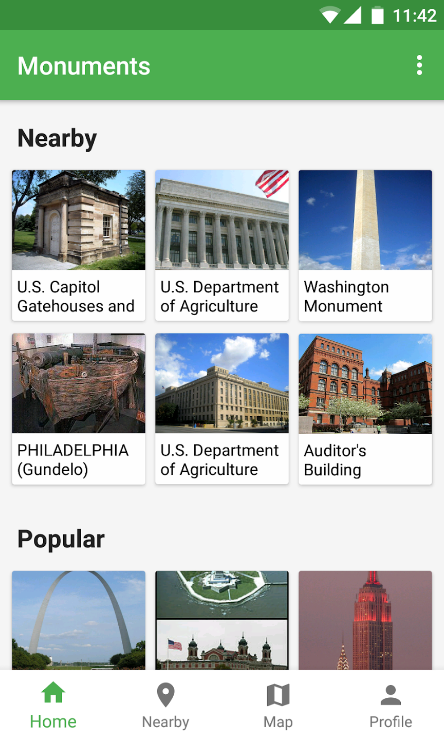 11:42
Monuments
Nearby
U.S. Capitol
Gatehouses and
U.S. Department
of Agriculture
Washington
Monument
PHILADELPHIA
(Gundelo)
U.S. Department
of Agriculture
Auditor's
Building
Popular
Home
Nearby
Map
Profile